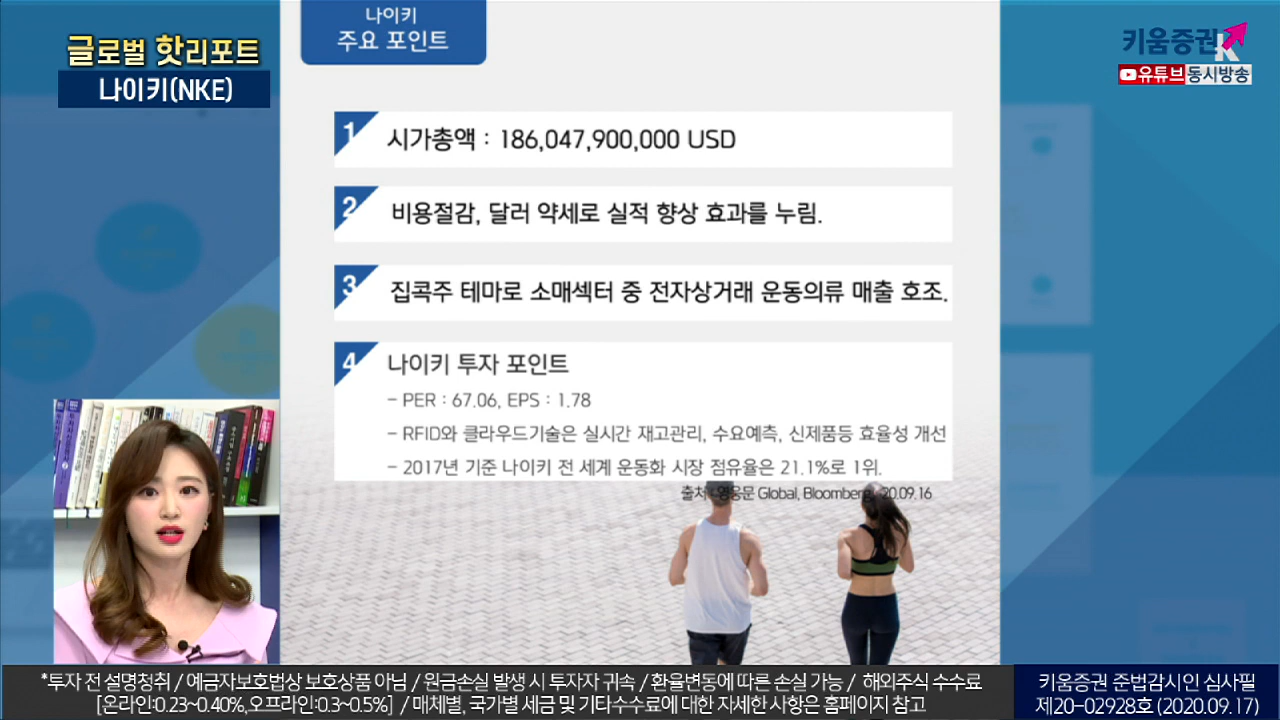 글로벌 핫리포트
나이키(NKE)
나이키
주요 포인트
키움증권
유튜브동시방송
1 시가총액 : 186,047,900,000 USD
2 비용절감, 달러 약세로 실적 향상 효과를 누림.
3 집콕주 테마로 소매섹터 중 전자상거래 운동의류 매출 호조.
4 나이키 투자 포인트
- PER : 67.06, EPS : 1.78
- RFID와 클라우드기술은 실시간 재고관리, 수요예측, 신제품등 효율성 개선
- 2017년 기준 나이키 전 세계 운동화 시장 점유율은 21.1%로 1위.
출처 : 영웅문 Global, Bloomberg, 20.09.16
*투자 전 설명청취 / 예금자보호법상 보호상품 아님 / 원금손실 발생 시 투자자 귀속 / 환율변동에 따른 손실 가능 / 해외주식 수수료
[온라인:0.23~0.40%,오프라인:0.3~0.5%] / 매체별, 국가별 세금 및 기타수수료에 대한 자세한 사항은 홈페이지 참고
키움증권 준법감시인 심사필
제20-02928호 (2020.09.17)